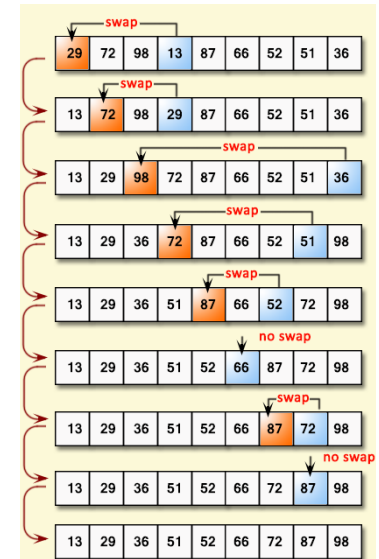 swap
29 72 98 13 87 66 52 51 36
swap
13 72 98 29 87 66 52 51 36
swap
13 29 98 72 87 66 52 51 36
swap
13 29 36 72 87 66 52 51 98
swap
13 29 36 51 87 66 52 72 98
no swap
13 29 36 51 52 66 87 72 98
swap
13 29 36 51 52 66 87 72 98
no swap
13 29 36 51 52 66 72 87 98
13 29 36 51 52 66 72 87 98